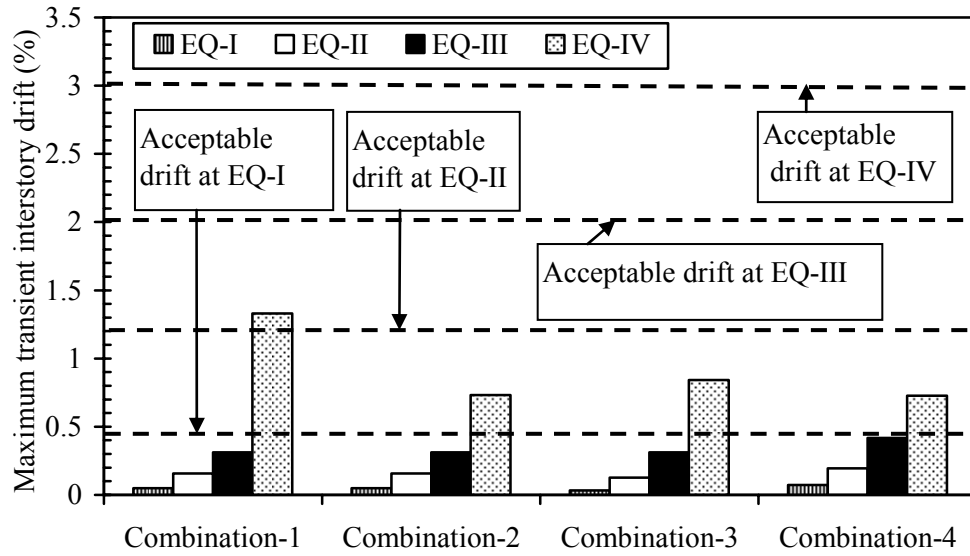 Maximum transient interstory drift (%)
3.5
3
2.5
2
1.5
1
0.5
0
EQ-I EQ-II EQ-III EQ-IV
Acceptable
drift at EQ-I
Acceptable
drift at EQ-II
Acceptable
drift at EQ-IV
Acceptable drift at EQ-III
Combination-1 Combination-2 Combination-3 Combination-4